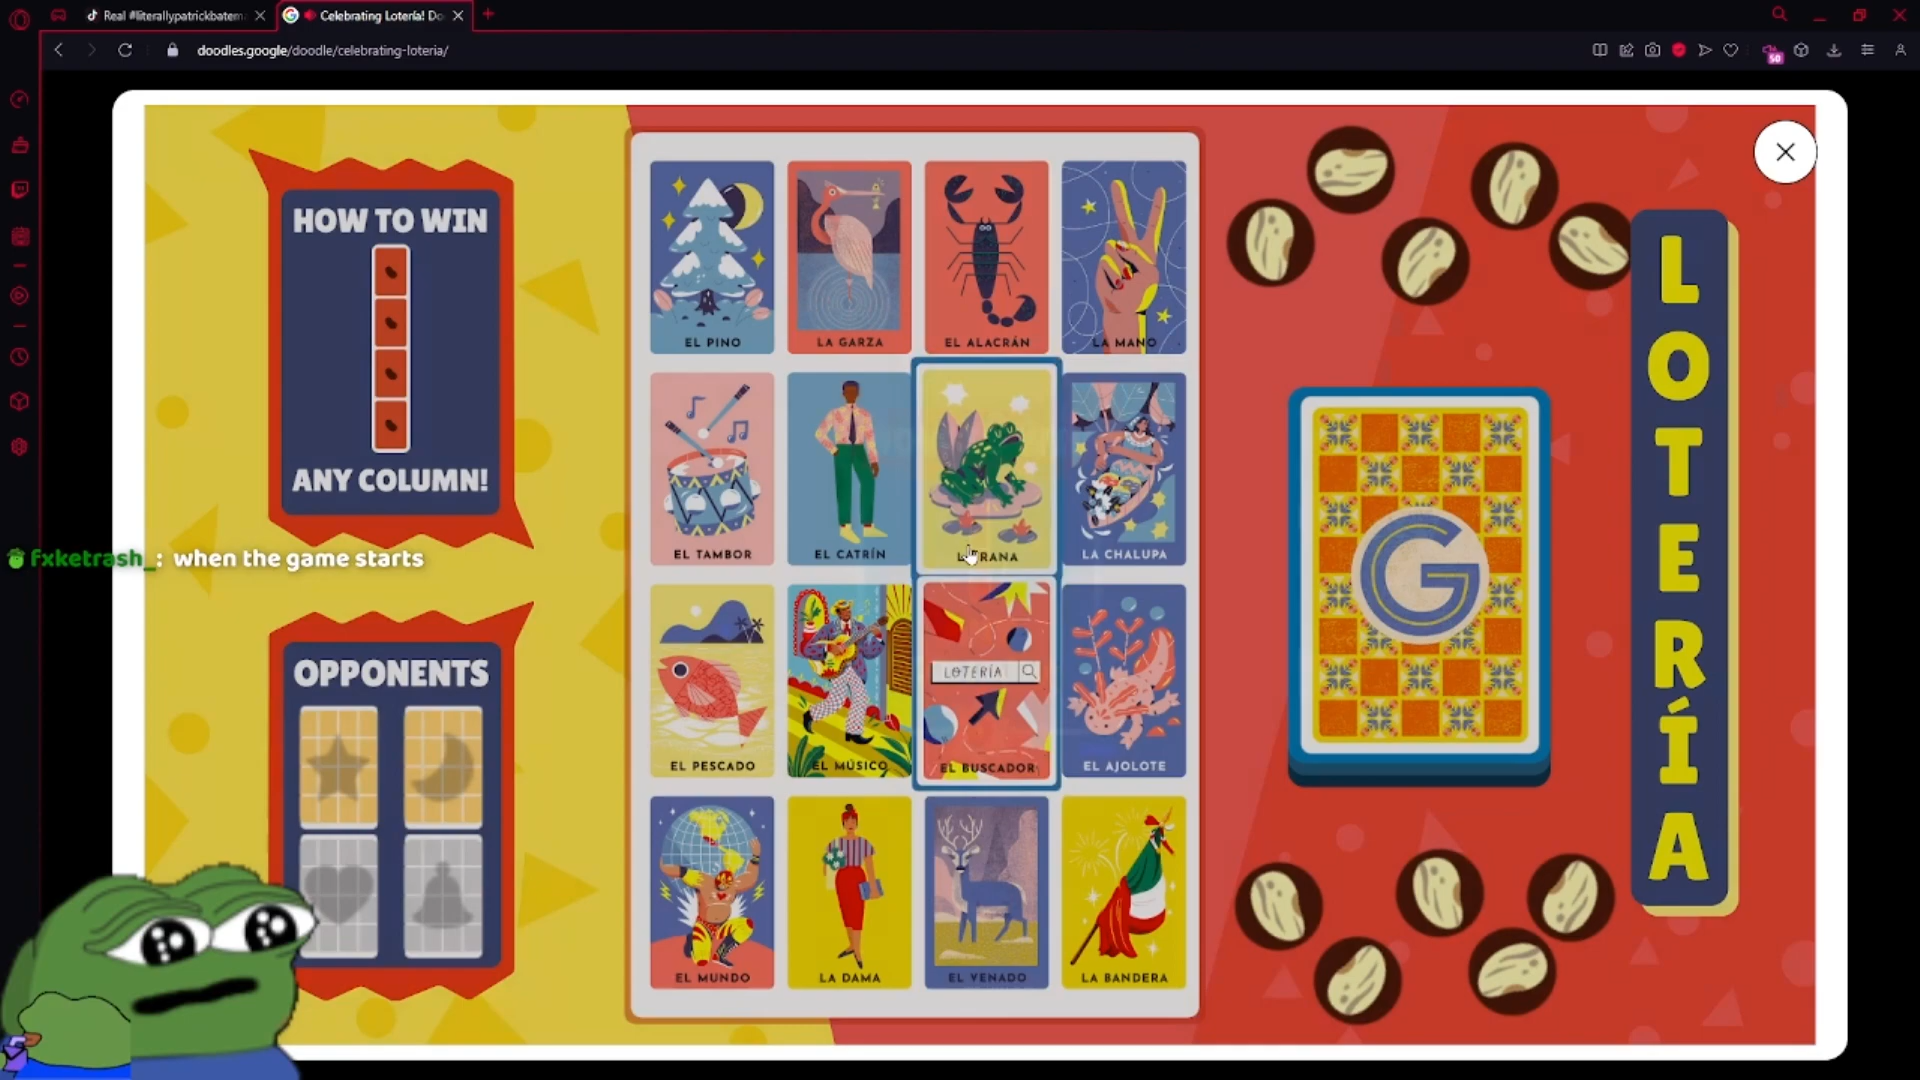 Real #literallypatrickbatem
Celebrating Lotería! Do
doodles.google/doodle/celebrating-loteria/
50
HOW TO WIN
ANY COLUMN!
fxketrash_: when the game starts
OPPONENTS
EL PINO
LA GARZA
EL ALACRÁN
LA MANO
EL TAMBOR
EL CATRÍN
LA RANA
LA CHALUPA
EL PESCADO
EL MÚSICO
LOTERÍA
EL BUSCADOR
EL AJOLOTE
EL MUNDO
LA DAMA
EL VENADO
LA BANDERA
G
LOTERÍA